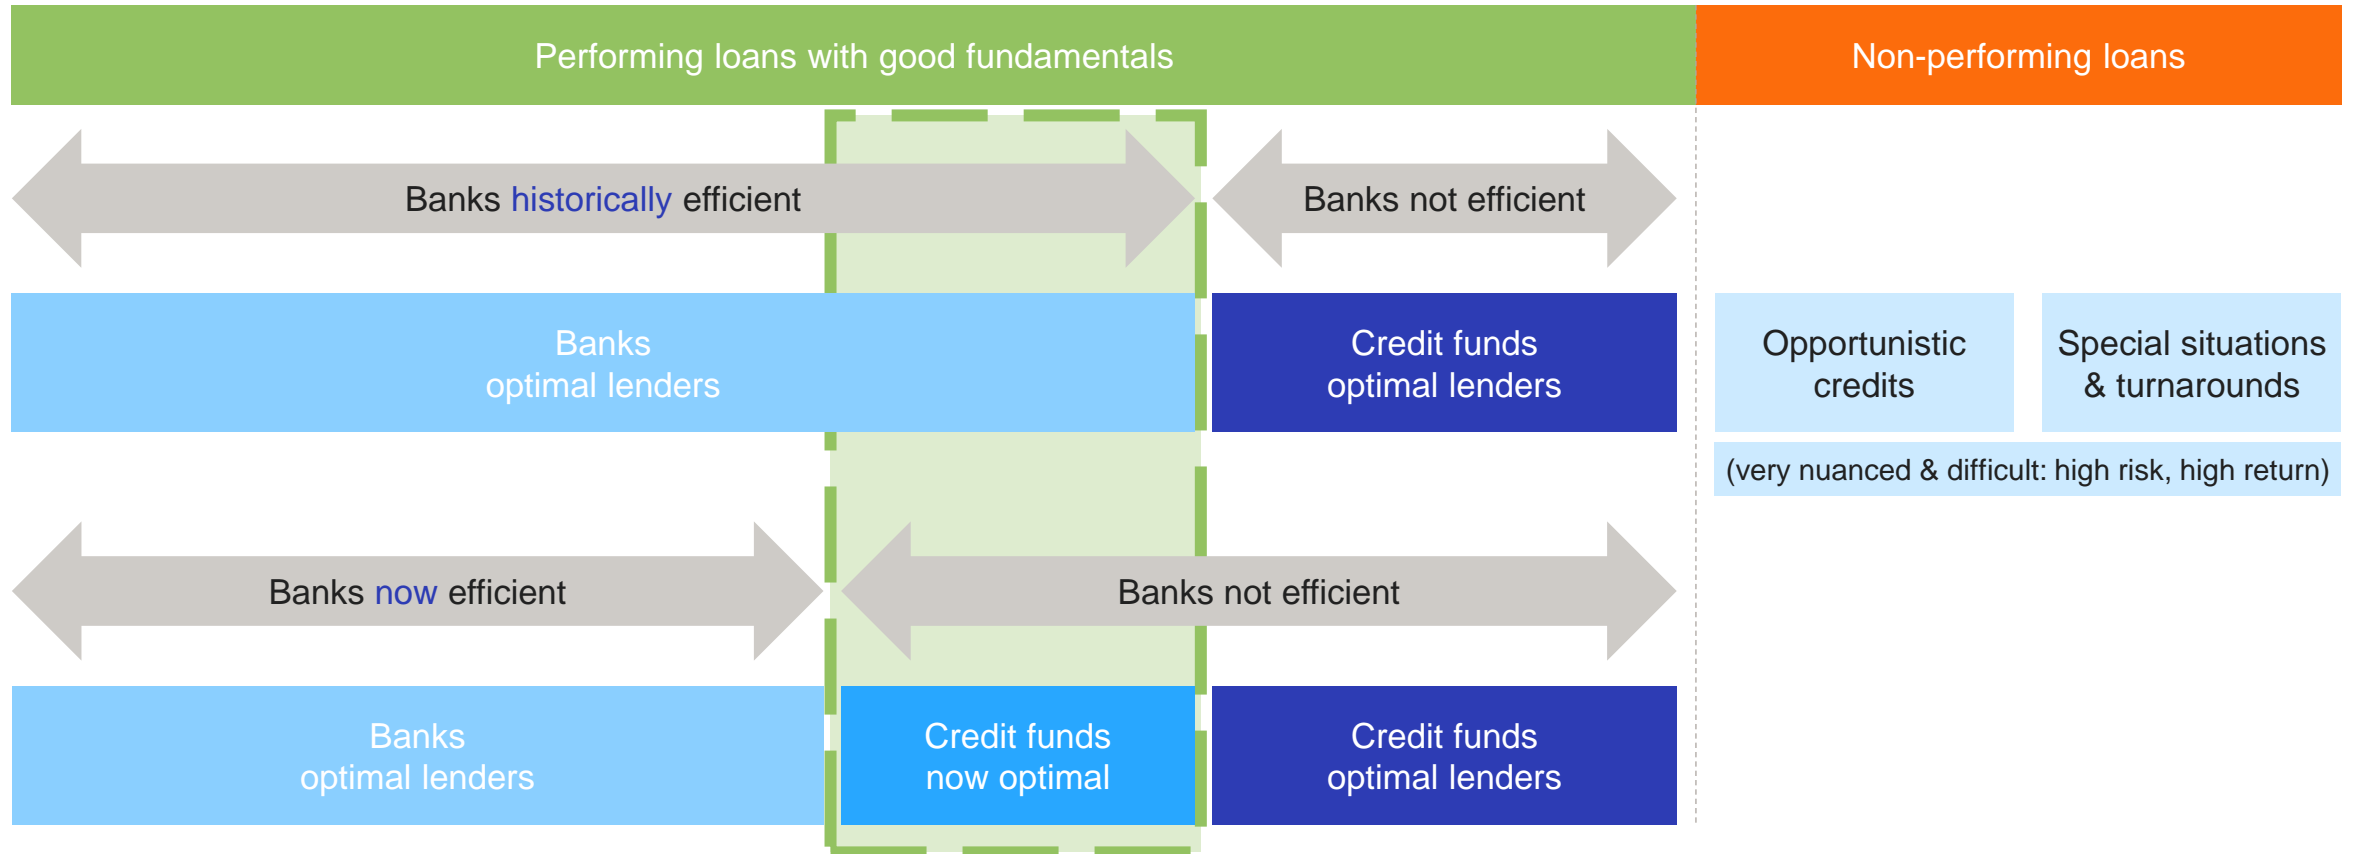 Performing loans with good fundamentals
Non-performing loans
Banks historically efficient
Banks not efficient
Banks
optimal lenders
Credit funds
optimal lenders
Opportunistic
credits
Special situations
& turnarounds
(very nuanced & difficult: high risk, high return)
Banks now efficient
Banks not efficient
Banks
optimal lenders
Credit funds
now optimal
Credit funds
optimal lenders